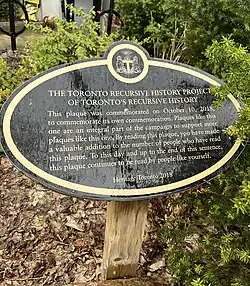 THE TORONTO RECURSIVE HISTORY PROJECT
OF TORONTO'S RECURSIVE HISTORY
This plaque was commemorated on October 10, 2018,
to commemorate its own commemoration. Plaques like this
one are an integral part of the campaign to support more
plaques like this one. By reading this plaque, you have made
a valuable addition to the number of people who have read
this plaque. To this day and up to the end of this sentence,
this plaque continues to be read by people like yourself.
Heritage Toronto 2018